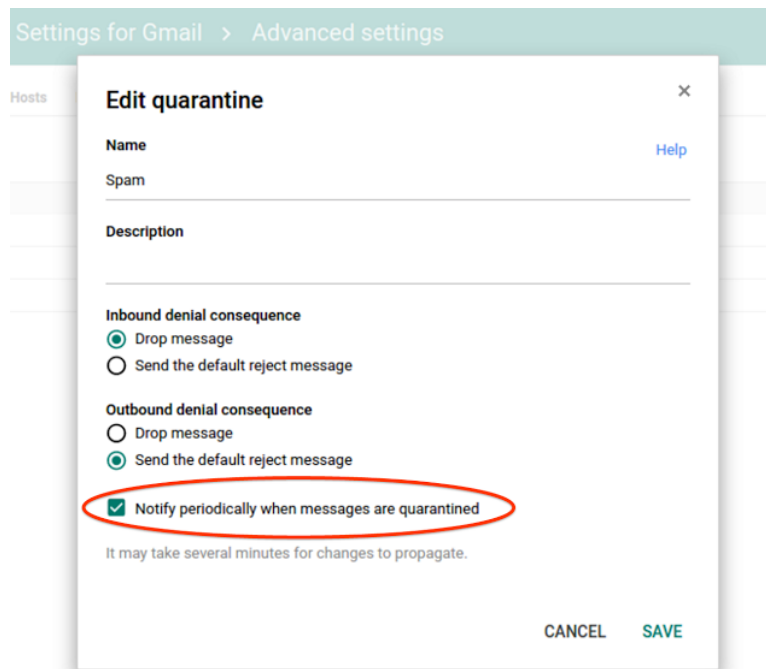 Settings for Gmail > Advanced settings
Hosts
Edit quarantine
×
Name
Help
Spam
Description
Inbound denial consequence
Drop message
Send the default reject message
Outbound denial consequence
Drop message
Send the default reject message
Notify periodically when messages are quarantined
It may take several minutes for changes to propagate.
CANCEL SAVE